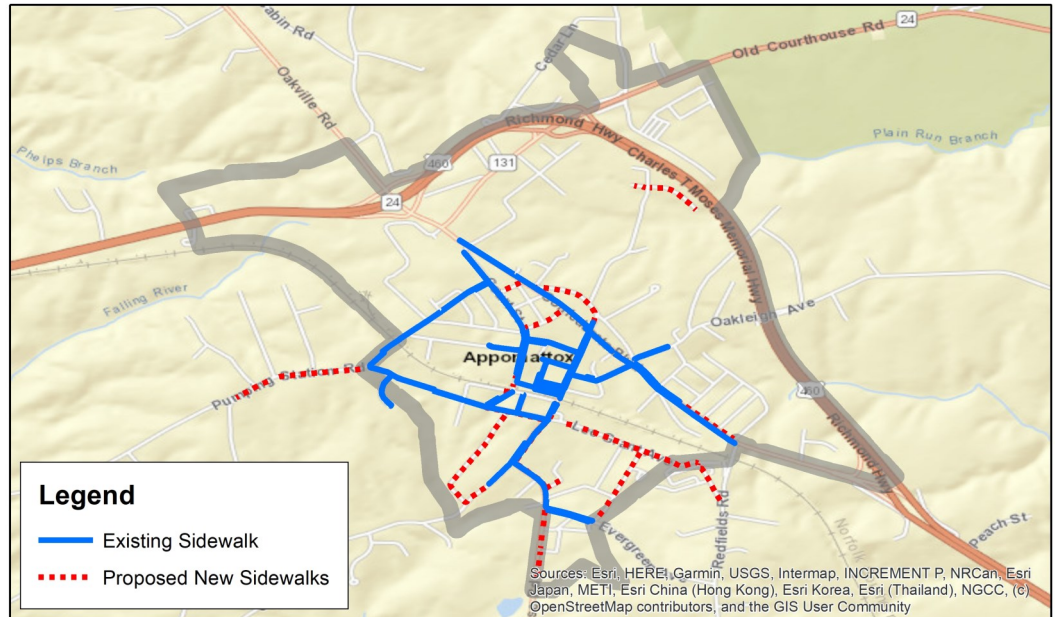 24
Old Courthouse Rd
Cedar Ln
Oakville Rd
Richmond Hwy
Charles T Moses Memorial Hwy
Plain Run Branch
Phelps Branch
460
131
24
Falling River
Oakleigh Ave
Appomattox
Pumping Station Rd
460
Richmond Hwy
Redfields Rd
Peach St
Norfolk
Legend
Existing Sidewalk
Proposed New Sidewalks
Sources: Esri, HERE, Garmin, USGS, Intermap, INCREMENT P, NRCan, Esri
Japan, METI, Esri China (Hong Kong), Esri Korea, Esri (Thailand), NGCC, (c)
OpenStreetMap contributors, and the GIS User Community